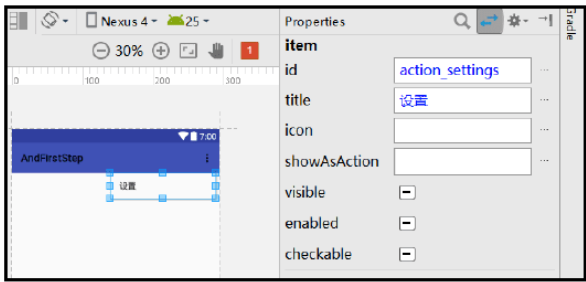 Nexus 4
25
30%
1
0
100
200
300
7:00
AndFirstStep
设置
Properties
item
id
action_settings
...
title
设置
...
icon
...
showAsAction
...
visible
enabled
checkable
Gradle